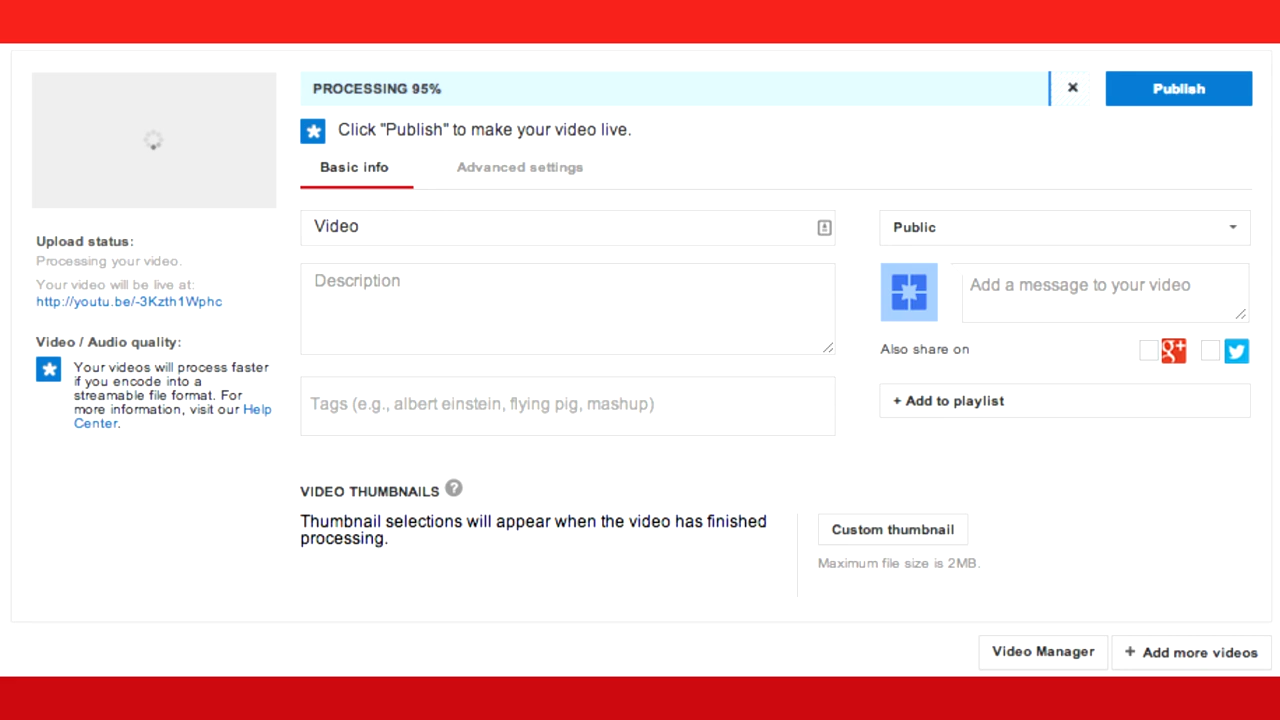 PROCESSING 95%
Publish
Click "Publish" to make your video live.
Basic info
Advanced settings
Video
Public
Upload status:
Processing your video.
Your video will be live at:
http://youtu.be/-3Kzth1Wphc
Description
Add a message to your video
Also share on
g+
Video / Audio quality:
Your videos will process faster
if you encode into a
streamable file format. For
more information, visit our Help
Center.
Tags (e.g., albert einstein, flying pig, mashup)
+ Add to playlist
VIDEO THUMBNAILS ?
Thumbnail selections will appear when the video has finished
processing.
Custom thumbnail
Maximum file size is 2MB.
Video Manager
+ Add more videos